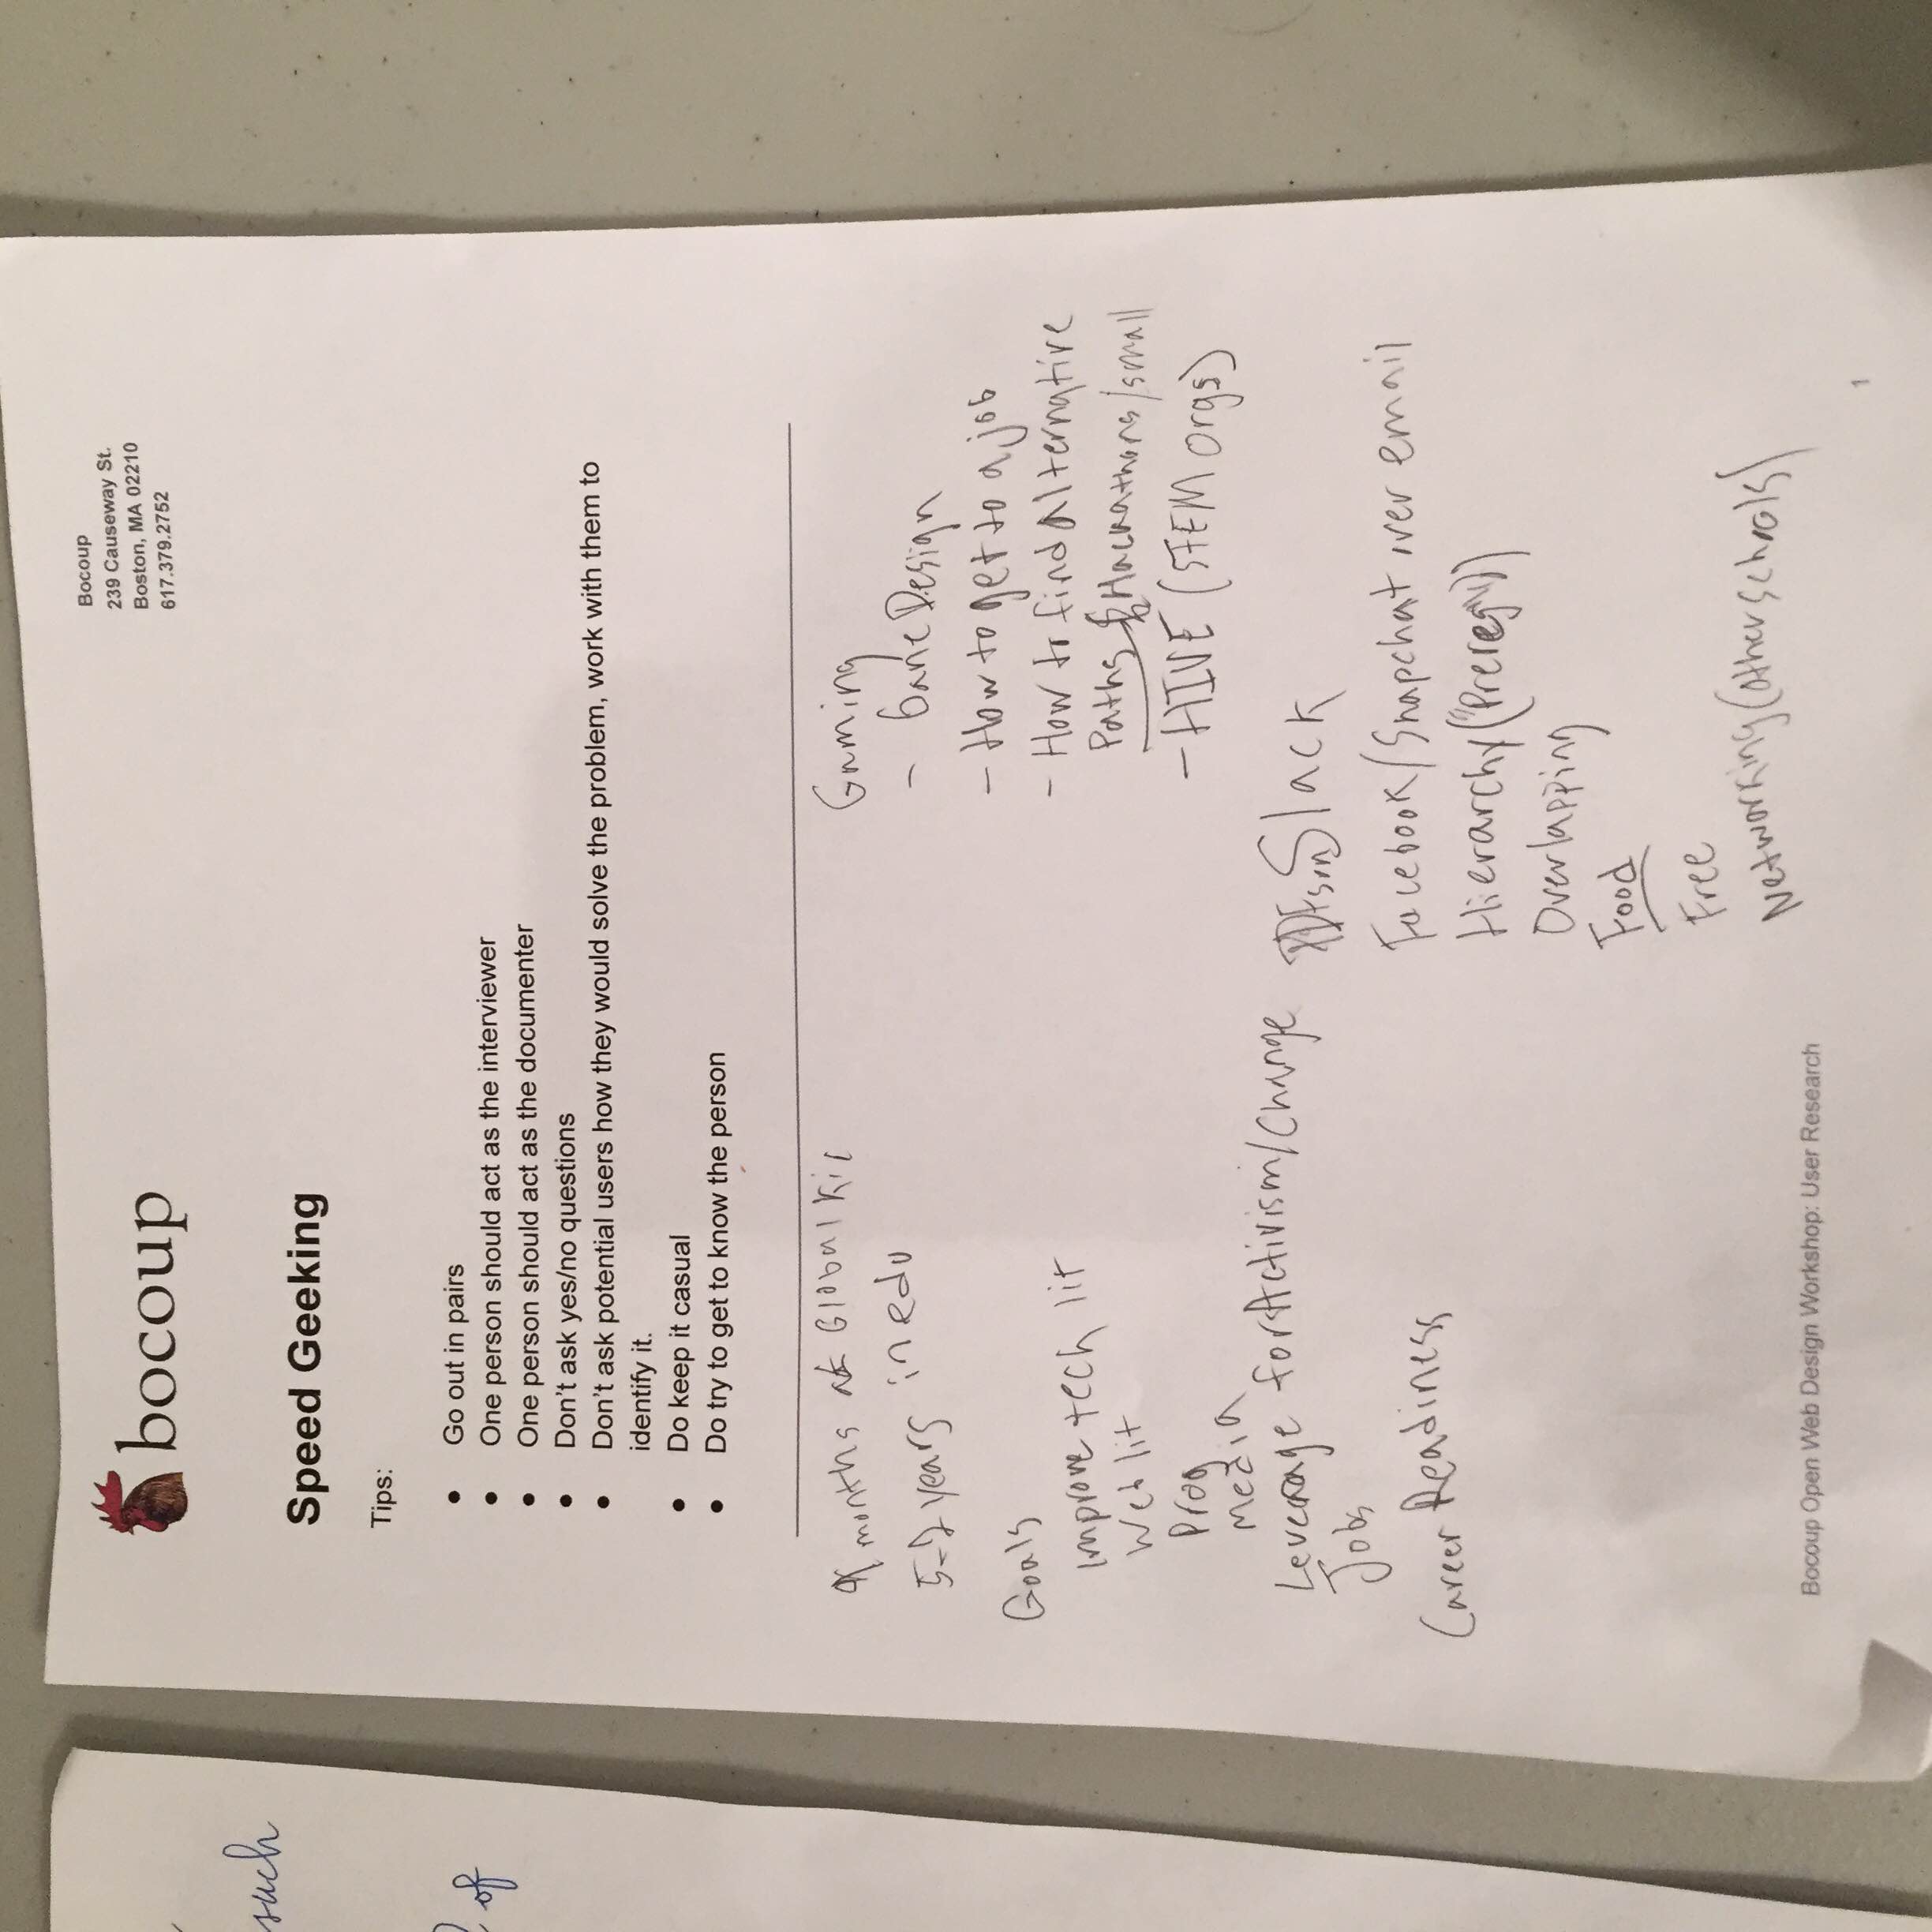 such
of
bocoup
Bocoup
239 Causeway St.
Boston, MA 02210
617.379.2752
Speed Geeking
Tips:
● Go out in pairs
● One person should act as the interviewer
● One person should act as the documenter
● Don't ask yes/no questions
● Don't ask potential users how they would solve the problem, work with them to
identify it.
● Do keep it casual
● Do try to get to know the person
months at Global
years in edu
Goals
Improve tech lit
Web lit
Prog
Media
Leverage for Activism/Change
Jobs
Career Readiness
Gaming
- Game Design
- How to get to a job
- How to find alternative
Paths Hackathons/small
- HIVE (STEM orgs)
PDFs on Slack
Facebook/Snapchat over email
Hierarchy ("Prereq")
Overlapping
Food
Free
Networking (other schools)
Bocoup Open Web Design Workshop: User Research
1